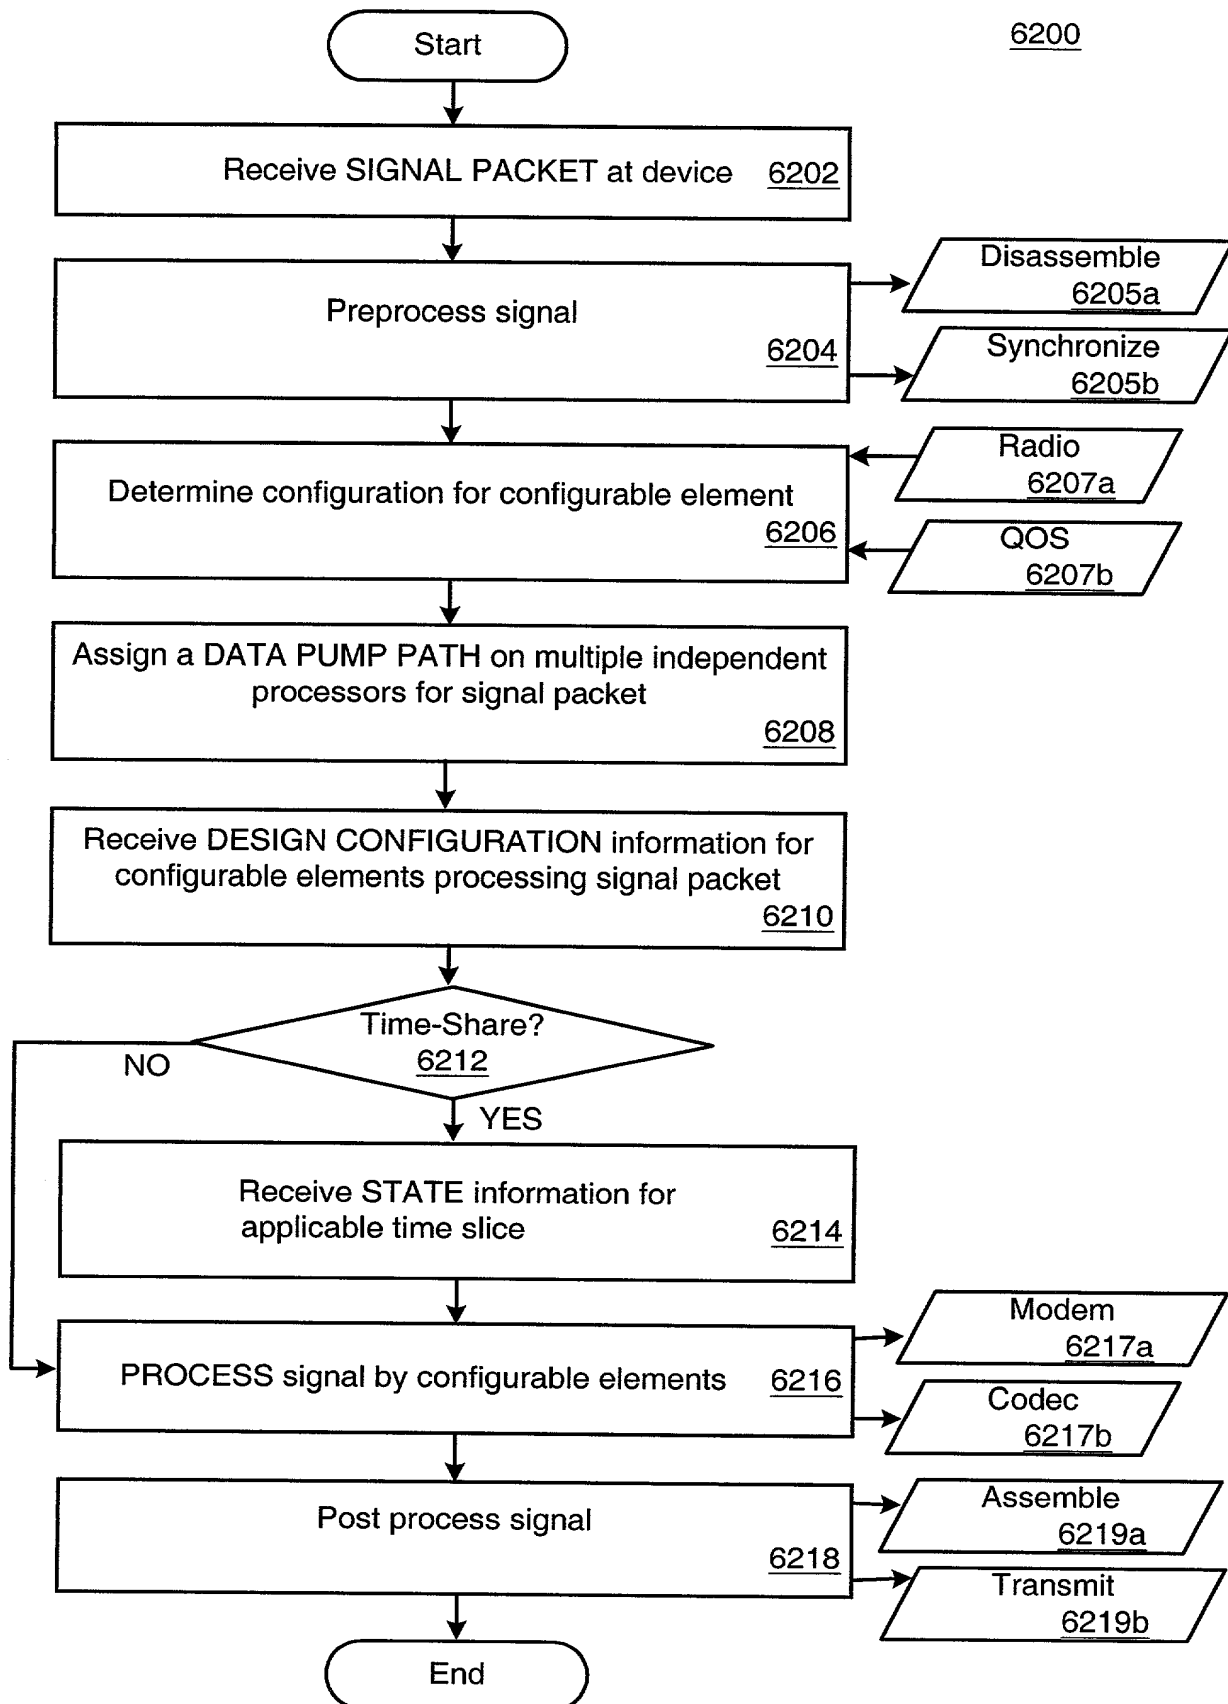 Start
6200
Receive SIGNAL PACKET at device 6202
Preprocess signal
6204
Disassemble
6205a
Synchronize
6205b
Determine configuration for configurable element
6206
Radio
6207a
QOS
6207b
Assign a DATA PUMP PATH on multiple independent
processors for signal packet
6208
Receive DESIGN CONFIGURATION information for
configurable elements processing signal packet
6210
Time-Share?
6212
NO
YES
Receive STATE information for
applicable time slice
6214
PROCESS signal by configurable elements 6216
Modem
6217a
Codec
6217b
Post process signal
6218
Assemble
6219a
Transmit
6219b
End